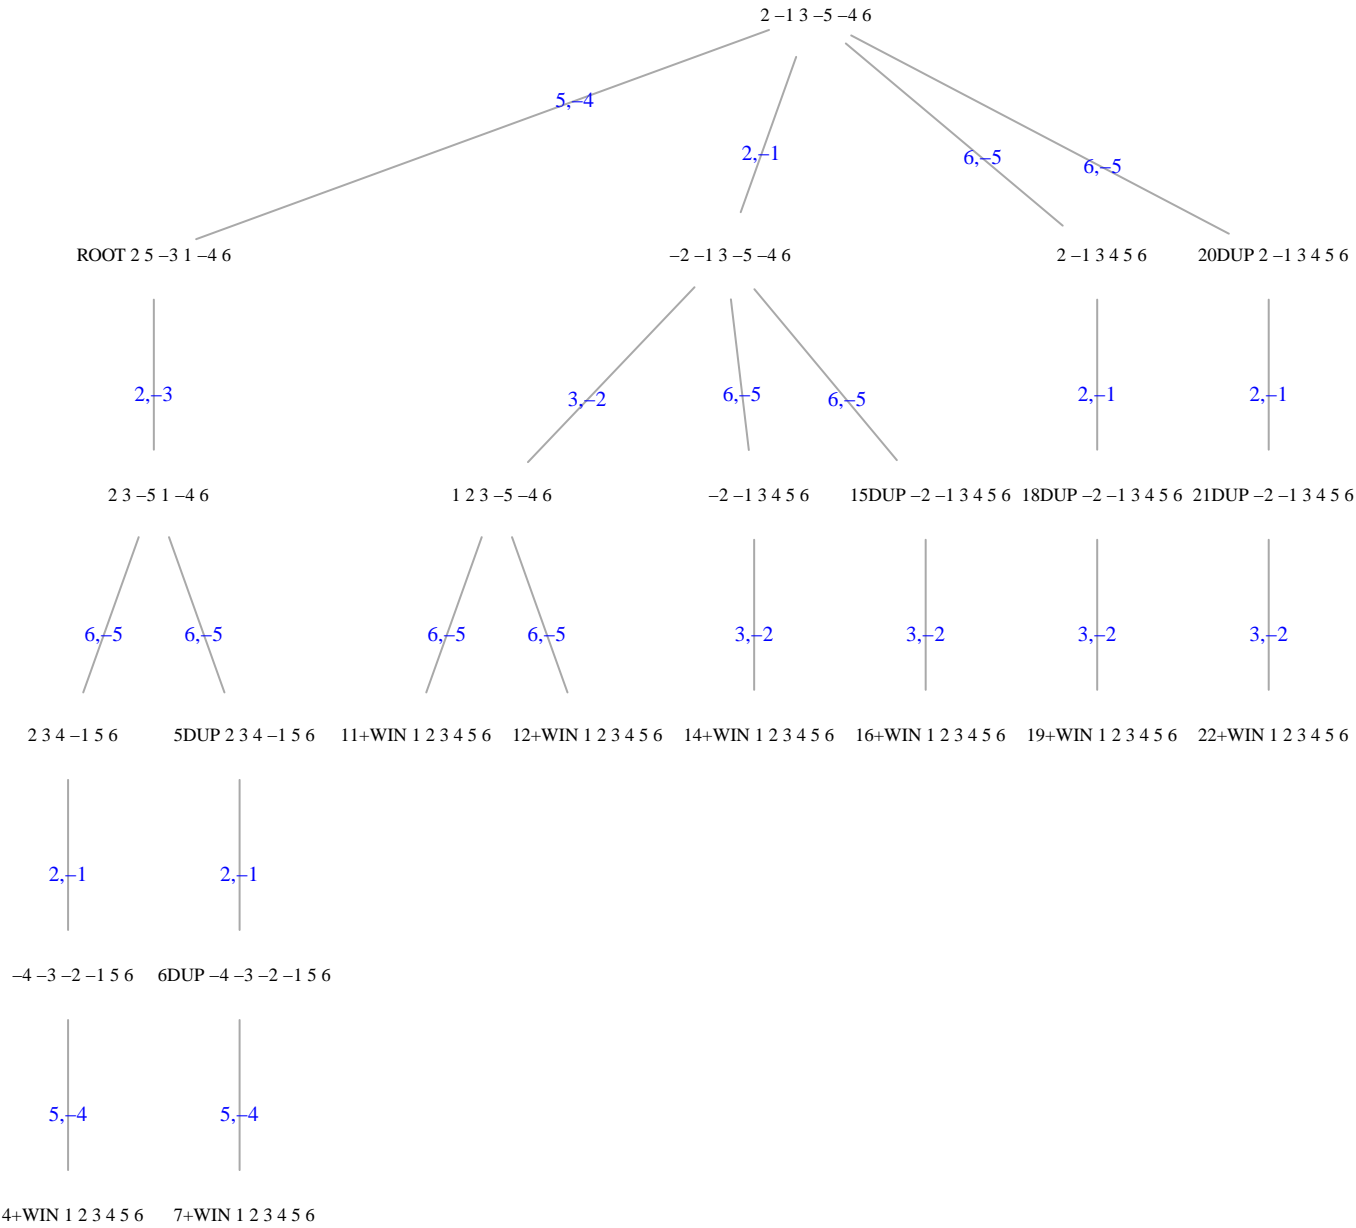 2 –1 3 –5 –4 6
5,–4
2,–1
6,–5
6,–5
ROOT 2 5 –3 1 –4 6
–2 –1 3 –5 –4 6
2 –1 3 4 5 6
20DUP 2 –1 3 4 5 6
2,–3
3,–2
6,–5
6,–5
2,–1
2,–1
2 3 –5 1 –4 6
1 2 3 –5 –4 6
–2 –1 3 4 5 6
15DUP –2 –1 3 4 5 6
18DUP –2 –1 3 4 5 6
21DUP –2 –1 3 4 5 6
6,–5
6,–5
6,–5
6,–5
3,–2
3,–2
3,–2
3,–2
2 3 4 –1 5 6
5DUP 2 3 4 –1 5 6
11+WIN 1 2 3 4 5 6
12+WIN 1 2 3 4 5 6
14+WIN 1 2 3 4 5 6
16+WIN 1 2 3 4 5 6
19+WIN 1 2 3 4 5 6
22+WIN 1 2 3 4 5 6
2,–1
2,–1
–4 –3 –2 –1 5 6
6DUP –4 –3 –2 –1 5 6
5,–4
5,–4
4+WIN 1 2 3 4 5 6
7+WIN 1 2 3 4 5 6